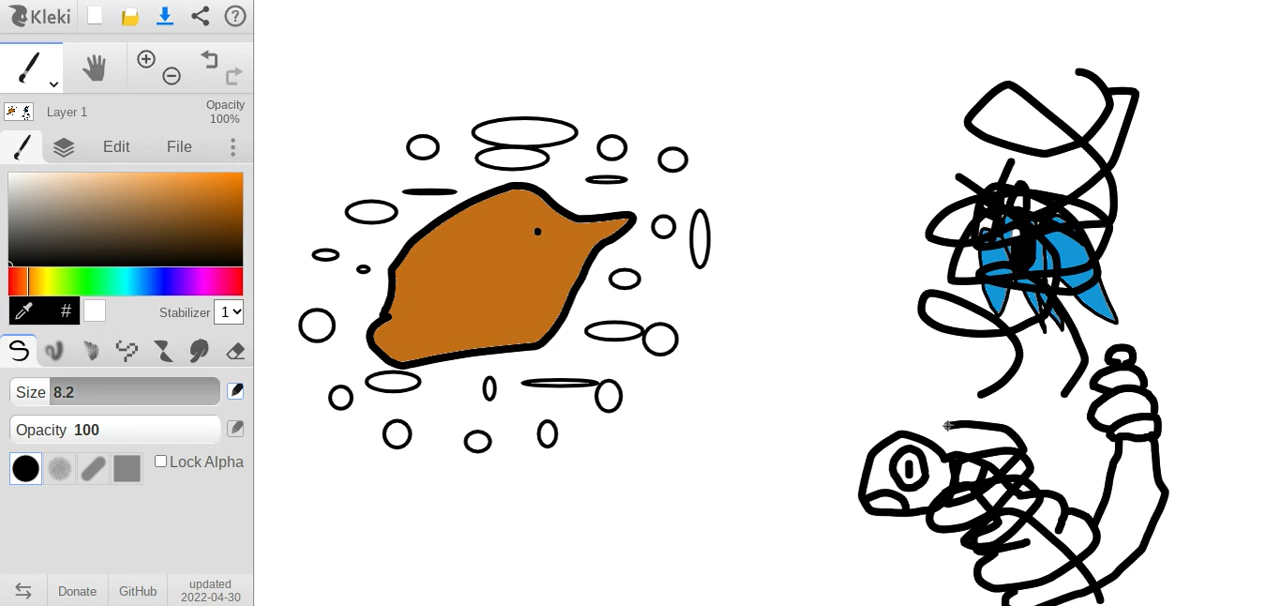 Kleki
Layer 1
Opacity
100%
Edit
File
#
Stabilizer
1
Size 8.2
Opacity 100
Lock Alpha
Donate
GitHub
updated
2022-04-30